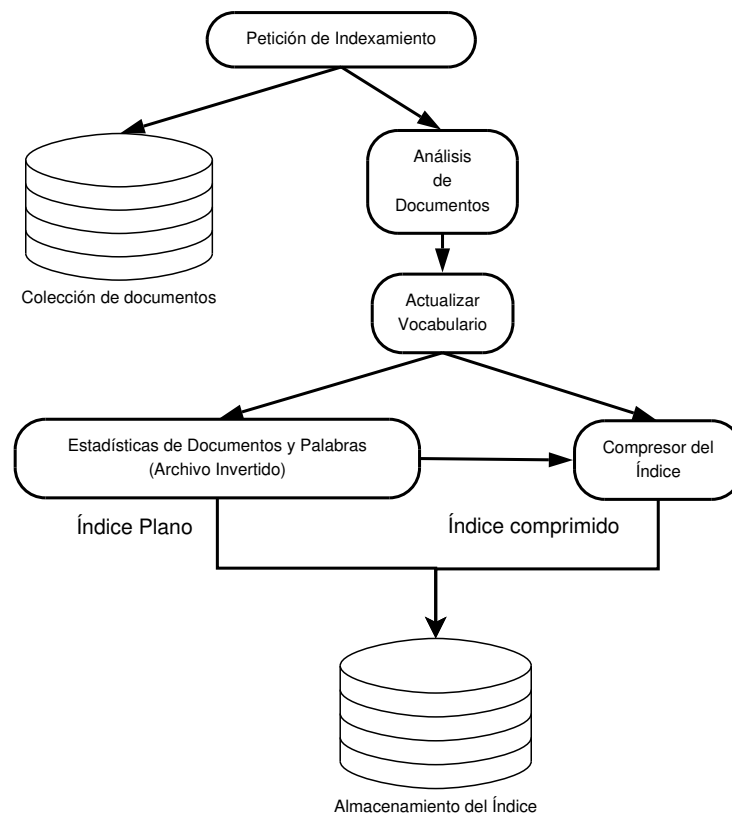 Petición de Indexamiento
Análisis
de
Documentos
Colección de documentos
Actualizar
Vocabulario
Estadísticas de Documentos y Palabras
(Archivo Invertido)
Compresor del
Índice
Índice Plano
Índice comprimido
Almacenamiento del Índice